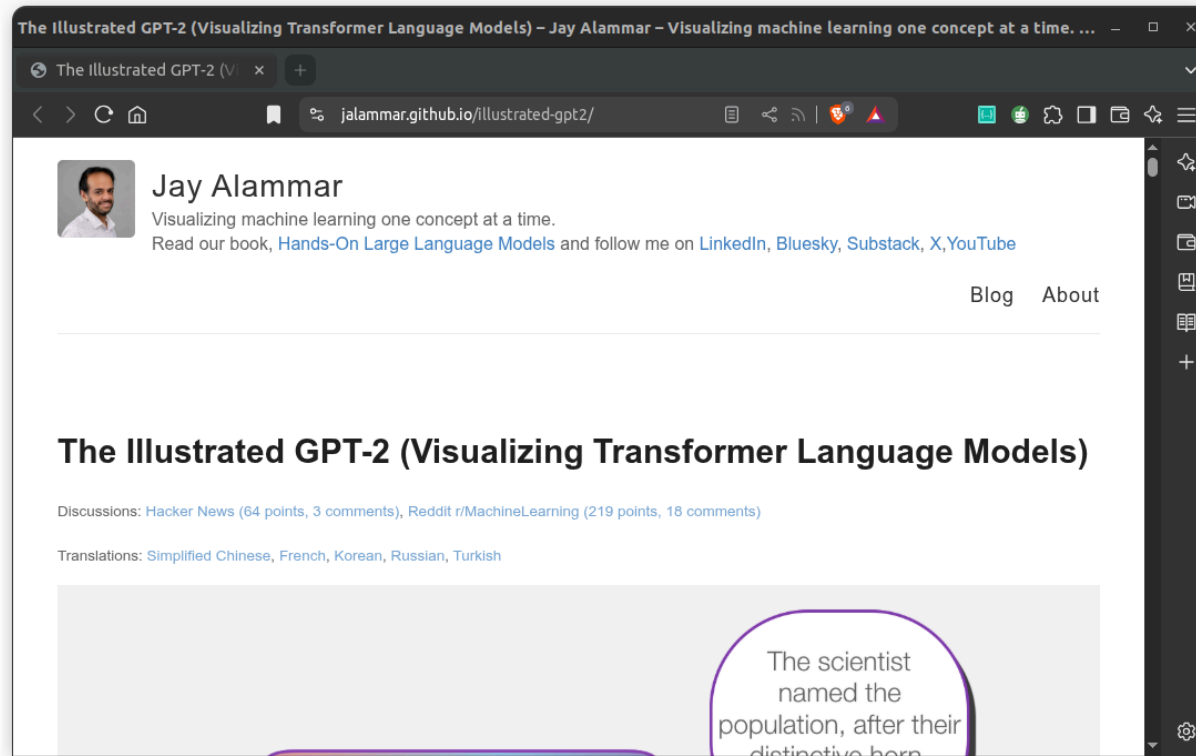 The Illustrated GPT-2 (Visualizing Transformer Language Models) – Jay Alammar – Visualizing machine learning one concept at a time. ...
The Illustrated GPT-2 (Vi
jalammar.github.io/illustrated-gpt2/
6
Jay Alammar
Visualizing machine learning one concept at a time.
Read our book, Hands-On Large Language Models and follow me on LinkedIn, Bluesky, Substack, X,YouTube
Blog About
The Illustrated GPT-2 (Visualizing Transformer Language Models)
Discussions: Hacker News (64 points, 3 comments), Reddit r/MachineLearning (219 points, 18 comments)
Translations: Simplified Chinese, French, Korean, Russian, Turkish
The scientist
named the
population, after their
distinctive horn